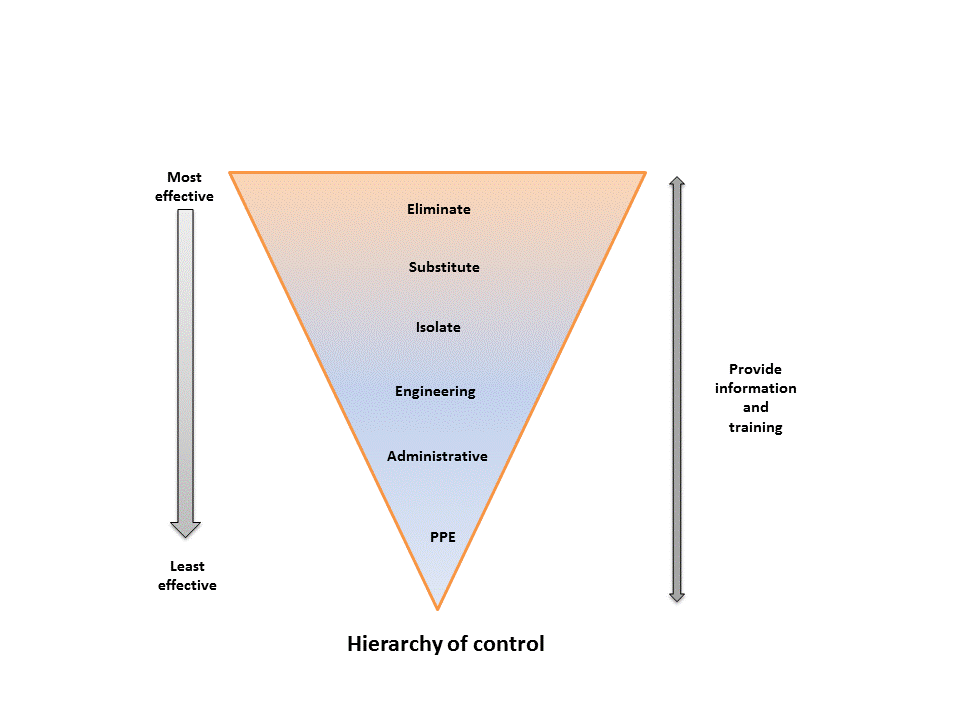 Most
effective
Eliminate
Substitute
Isolate
Engineering
Administrative
PPE
Least
effective
Provide
information
and
training
Hierarchy of control